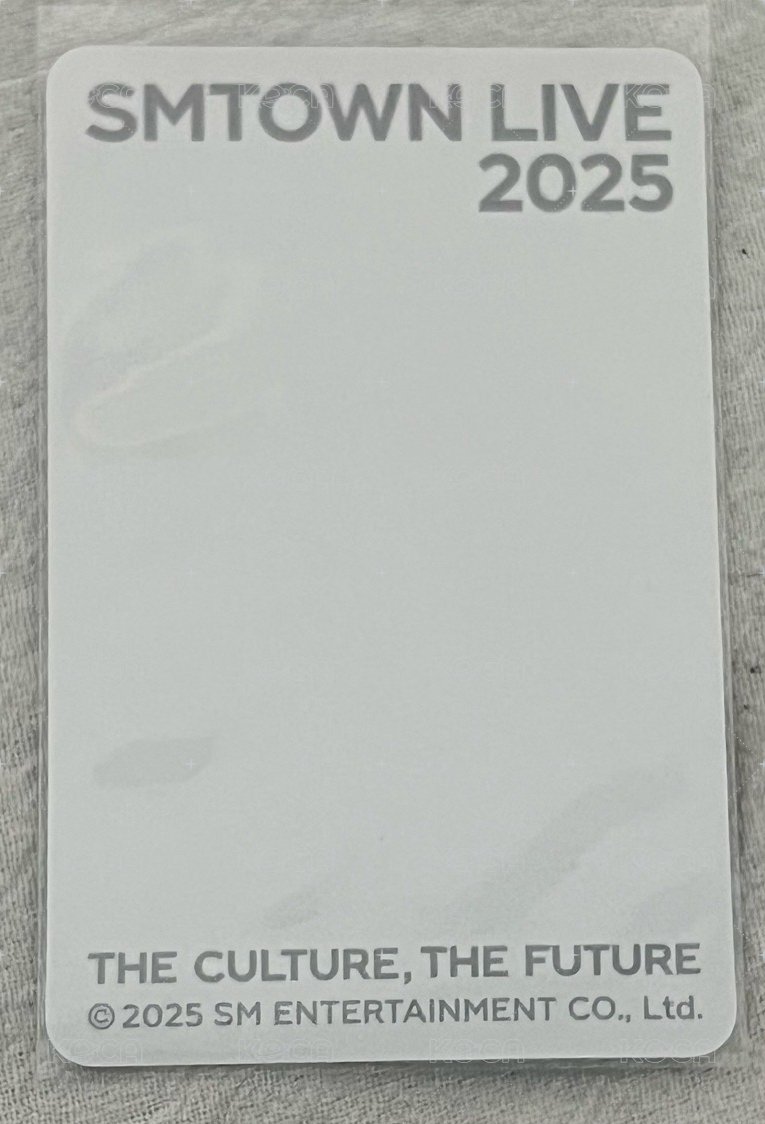 SMTOWN LIVE
2025
THE CULTURE, THE FUTURE
© 2025 SM ENTERTAINMENT CO., Ltd.